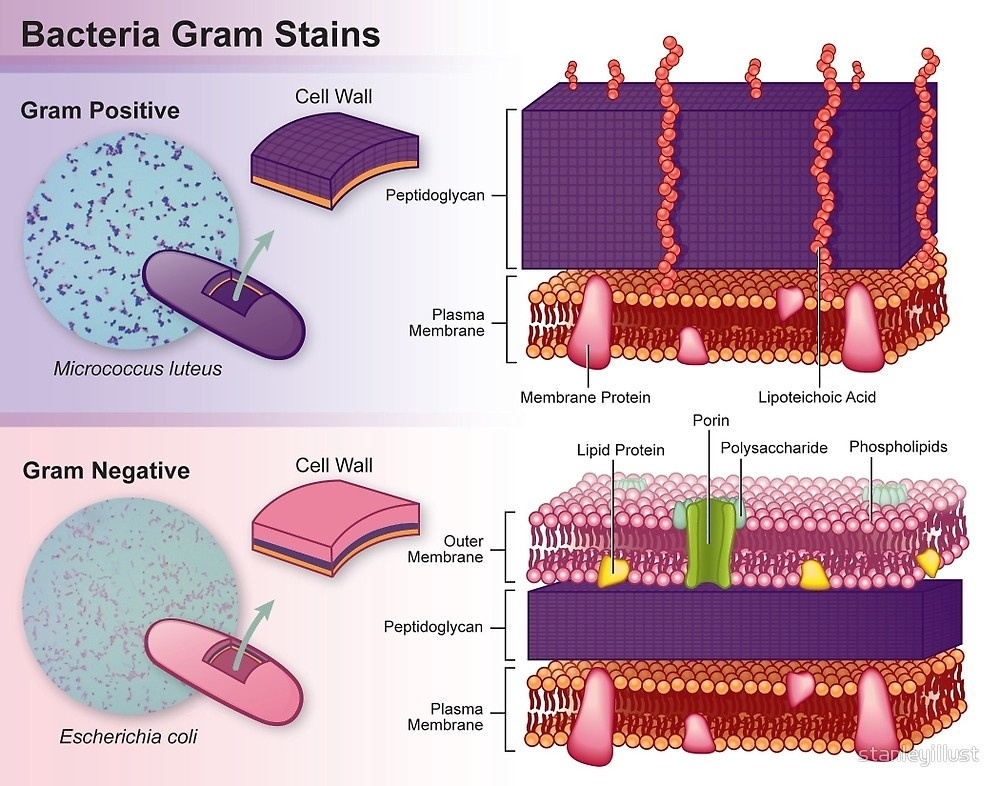 Bacteria Gram Stains
Gram Positive
Cell Wall
Micrococcus luteus
Peptidoglycan
Plasma
Membrane
Membrane Protein
Lipoteichoic Acid
Gram Negative
Cell Wall
Escherichia coli
Porin
Lipid Protein
Polysaccharide
Phospholipids
Outer
Membrane
Peptidoglycan
Plasma
Membrane
stanleyillust